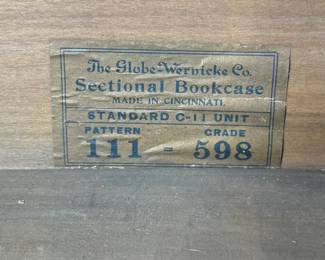 The Globe-Wernicke Co.
Sectional Bookcase
MADE IN CINCINNATI.
STANDARD C-11 UNIT
PATTERN GRADE
111 = 598